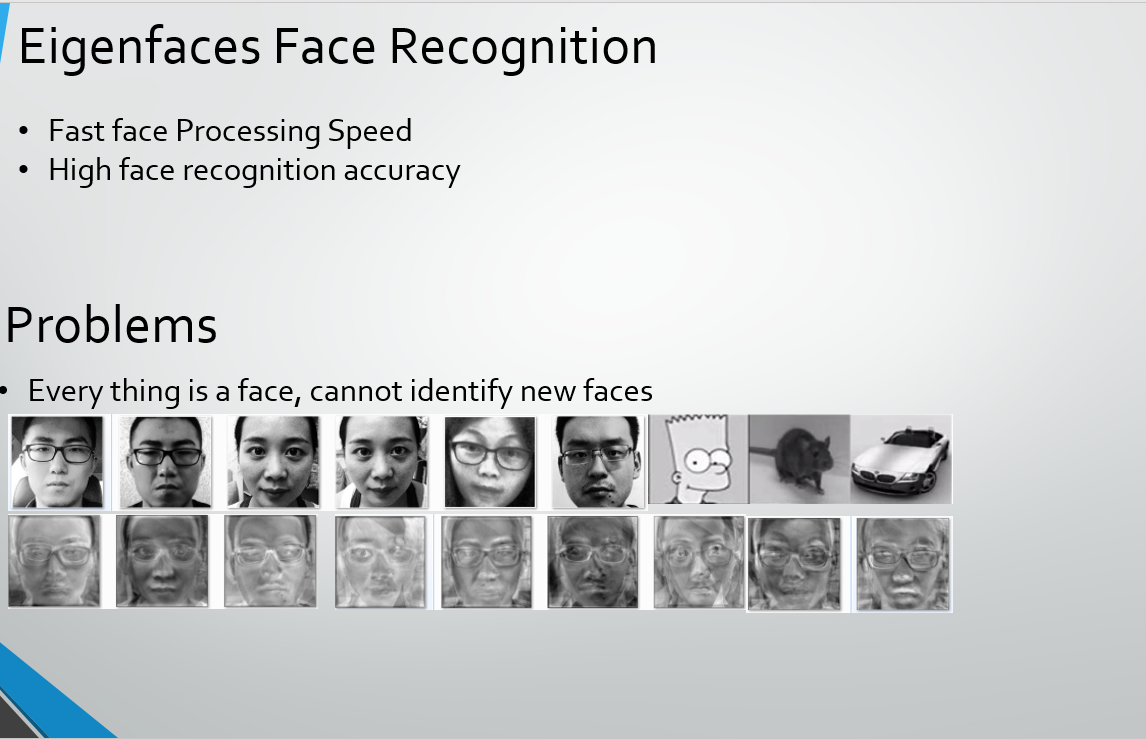 Eigenfaces Face Recognition
• Fast face Processing Speed
• High face recognition accuracy
Problems
• Every thing is a face, cannot identify new faces